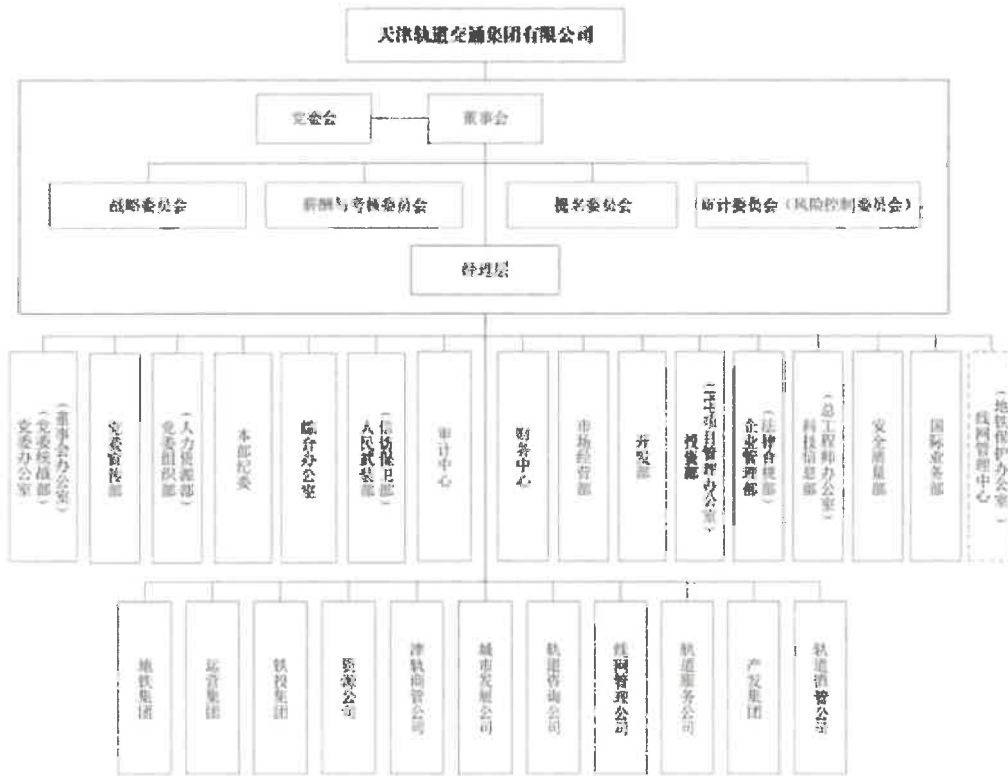 天津轨道交通集团有限公司
党委会
董事会
战略委员会
薪酬与考核委员会
提名委员会
审计委员会（风险控制委员会）
经理层
党委办公室
（党委统战部）
（董事会办公室）
党委宣传部
党委组织部
（人力资源部）
本部纪委
综合办公室
人民武装部
（信访保卫部）
审计中心
财务中心
市场经营部
开发部
投资部
企业管理部
（法律合规部）
科技信息部
（总工程师办公室）
安全质量部
国际业务部
线网管理中心
（地铁保护办公室）
地铁集团
运营集团
铁投集团
资源公司
津轨商管公司
城市发展公司
轨道咨询公司
线网管理公司
轨道服务公司
产发集团
轨道酒管公司